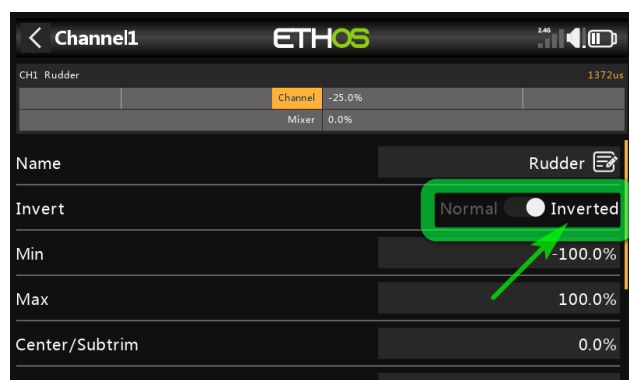 Channel1 ETHOS 2.4G
CH1 Rudder 1372us
Channel -25.0%
Mixer 0.0%
Name Rudder
Invert Normal Inverted
Min -100.0%
Max 100.0%
Center/Subtrim 0.0%